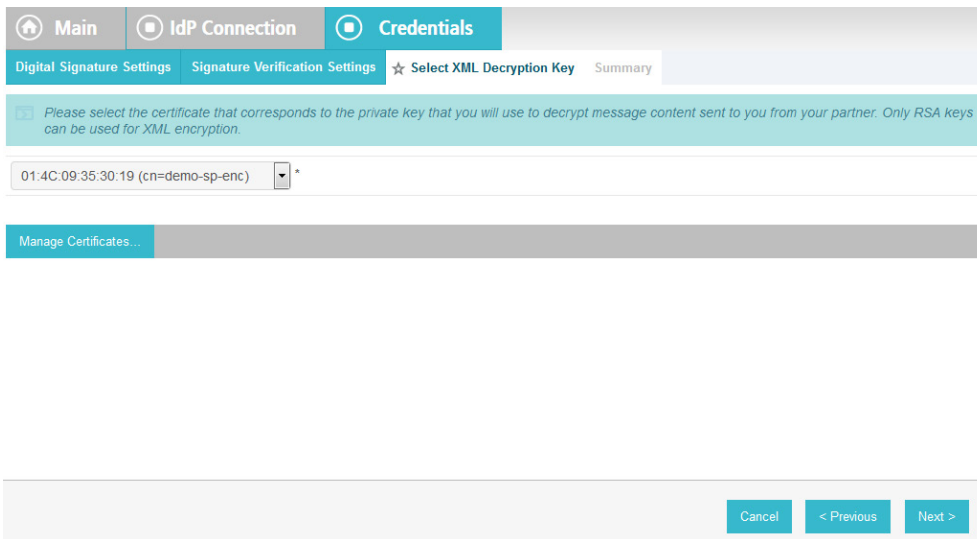 Main IdP Connection Credentials
Digital Signature Settings Signature Verification Settings Select XML Decryption Key Summary
Please select the certificate that corresponds to the private key that you will use to decrypt message content sent to you from your partner. Only RSA keys
can be used for XML encryption.
01:4C:09:35:30:19 (cn=demo-sp-enc) *
Manage Certificates...
Cancel < Previous Next >